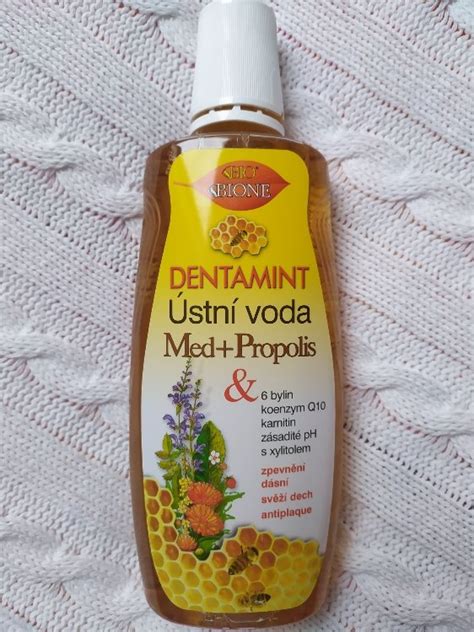 BIO
BIONE
DENTAMINT
Ústní voda
Med+Propolis
&
6 bylin
koenzym Q10
karnitin
zásadité pH
s xylitolem
zpevnění
dásní
svěží dech
antiplaque